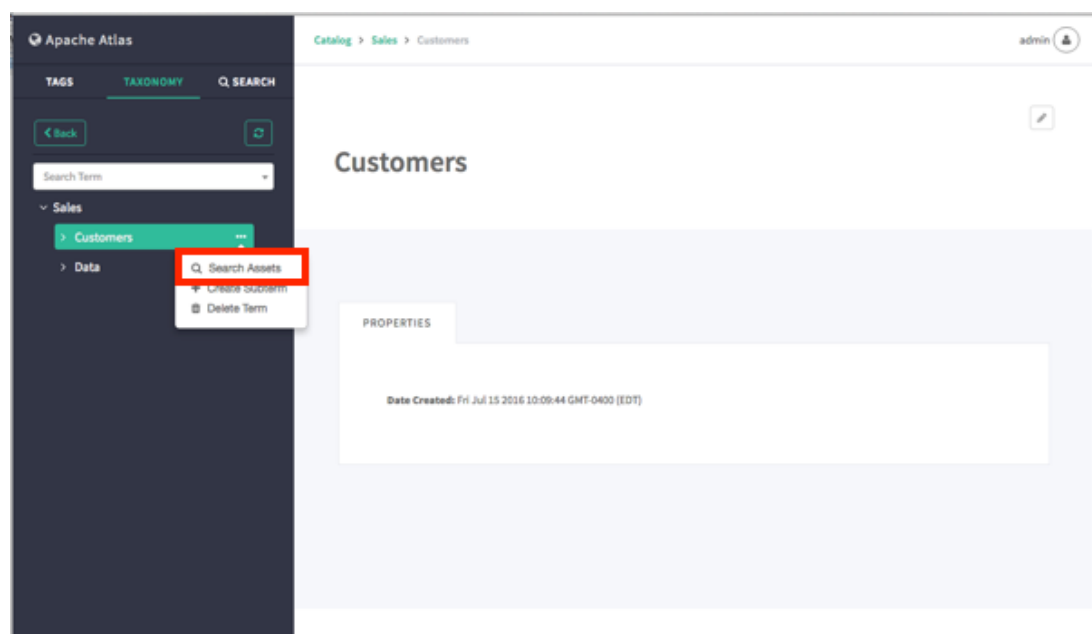 Apache Atlas
Catalog > Sales > Customers
admin
TAGS TAXONOMY SEARCH
Back
Customers
Search Term
Sales
Customers
Data
Search Assets
Create Subterm
Delete Term
PROPERTIES
Date Created: Fri Jul 15 2016 10:09:44 GMT-0400 (EDT)